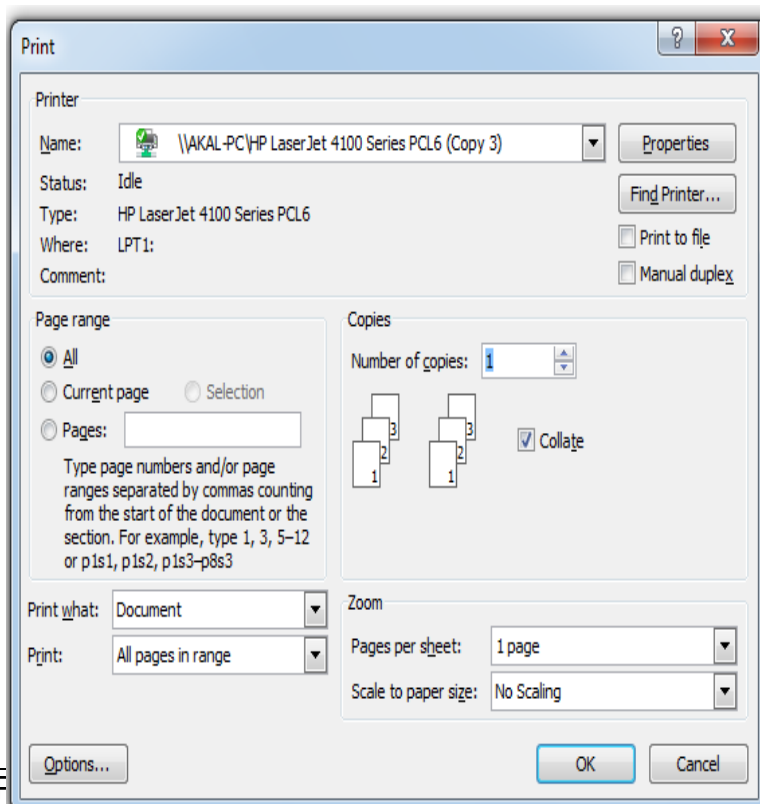 Print
Printer
Name: \\AKAL-PC\HP LaserJet 4100 Series PCL6 (Copy 3) Properties
Status: Idle
Find Printer...
Type: HP LaserJet 4100 Series PCL6
Where: LPT1: Print to file
Comment: Manual duplex
Page range
All
Current page Selection
Pages:
Type page numbers and/or page
ranges separated by commas counting
from the start of the document or the
section. For example, type 1, 3, 5–12
or p1s1, p1s2, p1s3–p8s3
Copies
Number of copies: 1
3 3
2 2
1 1
Collate
Print what: Document
Print: All pages in range
Zoom
Pages per sheet: 1 page
Scale to paper size: No Scaling
Options... OK Cancel